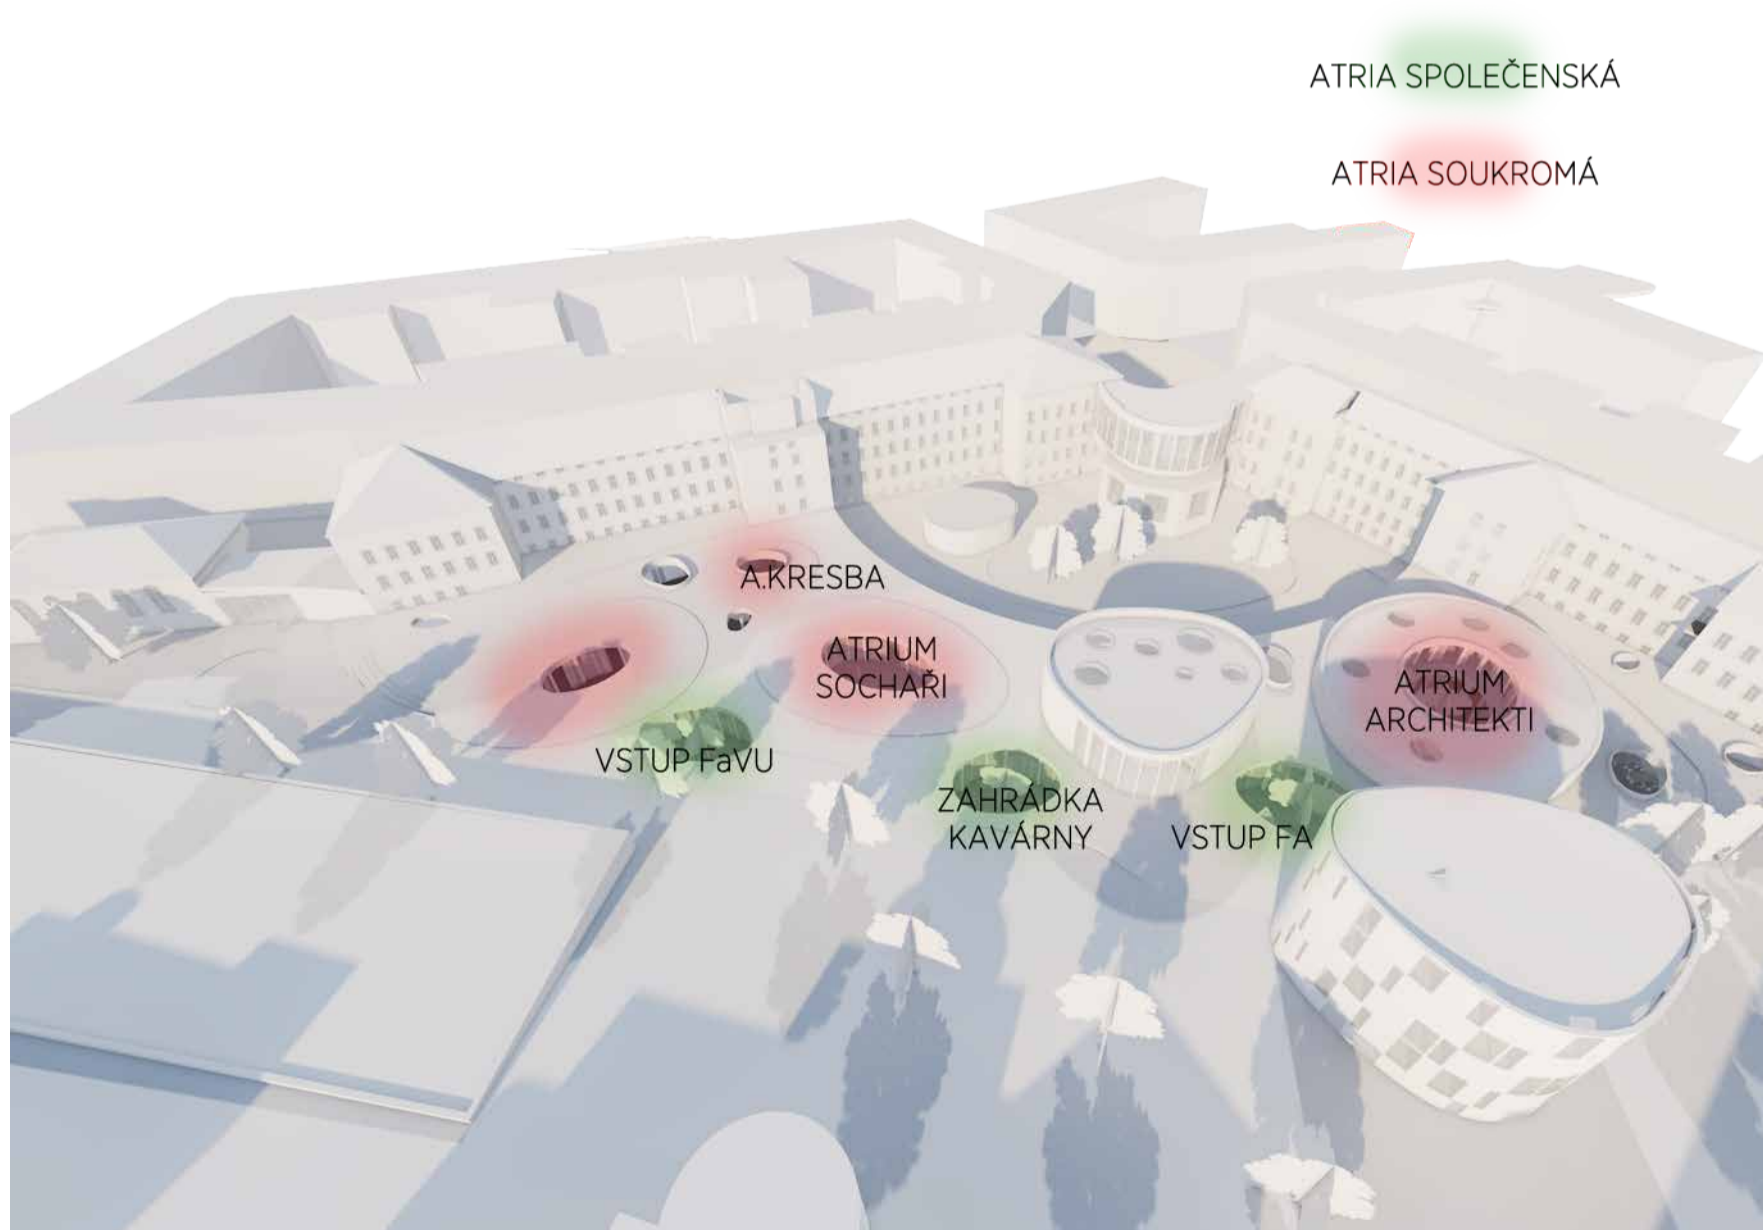 ATRIA SPOLEČENSKÁ
ATRIA SOUKROMÁ
A.KRESBA
ATRIUM
SOCHAŘI
ATRIUM
ARCHITEKTI
VSTUP FaVU
ZAHRÁDKA
KAVÁRNY
VSTUP FA